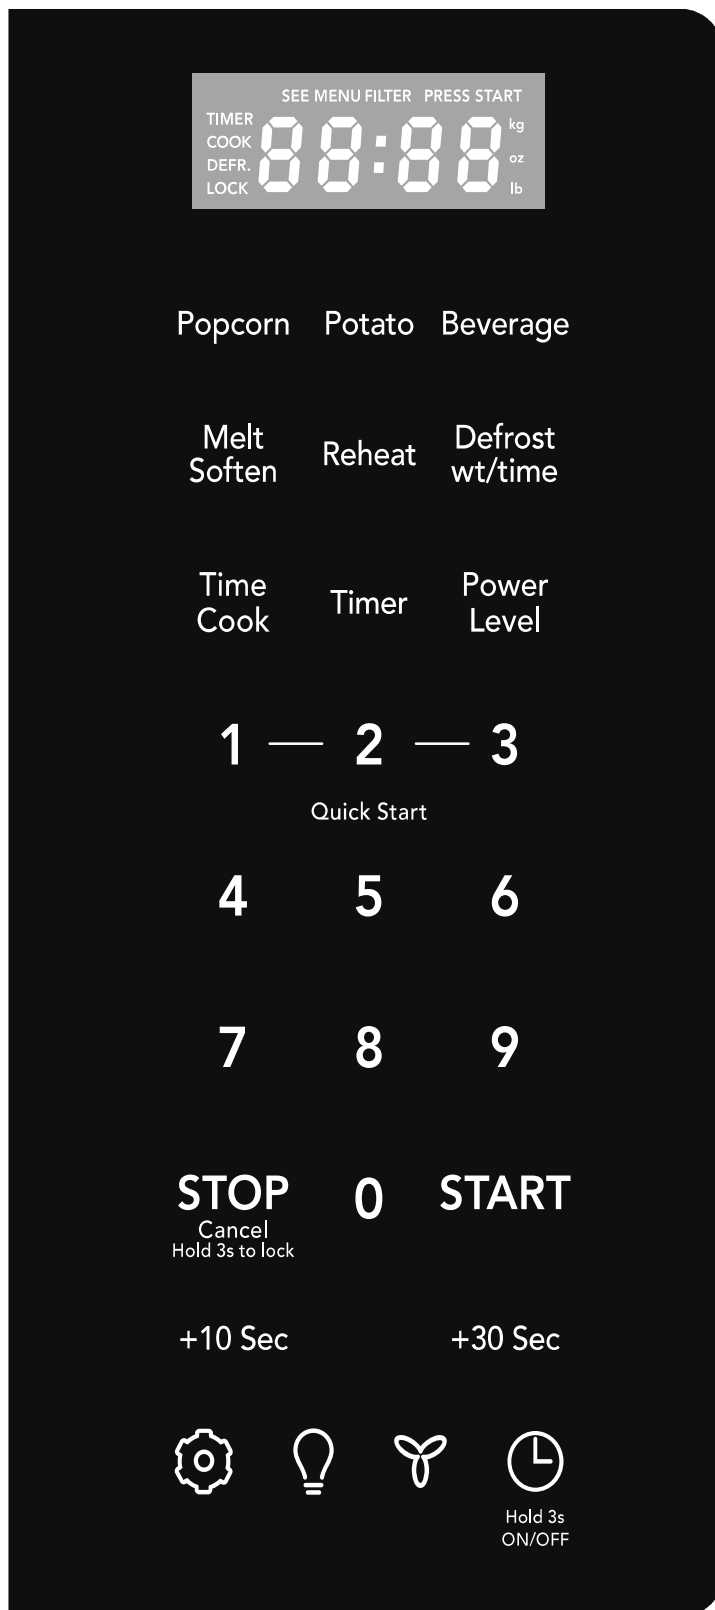 SEE MENU FILTER PRESS START
TIMER
COOK
DEFR.
LOCK
88:88
kg
oz
lb
Popcorn Potato Beverage
Melt
Soften
Reheat
Defrost
wt/time
Time
Cook
Timer
Power
Level
1 — 2 — 3
Quick Start
4 5 6
7 8 9
STOP
Cancel
Hold 3s to lock
0
START
+10 Sec +30 Sec
Hold 3s
ON/OFF